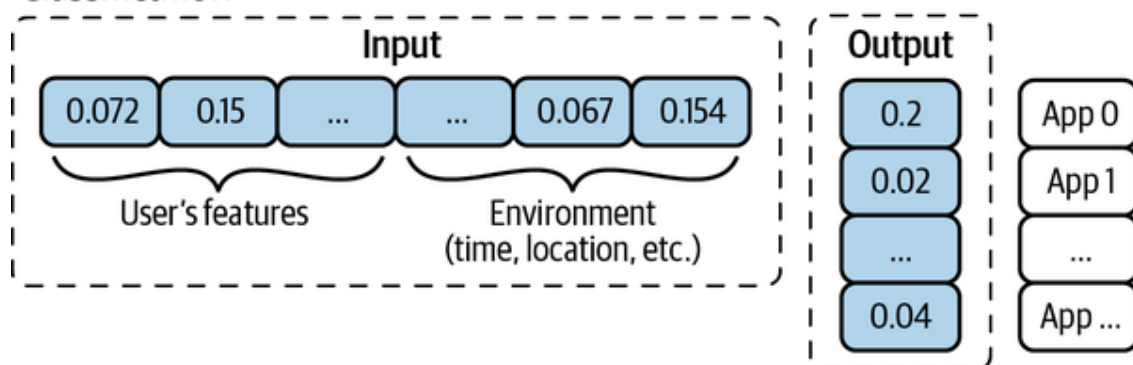 Input
0.072 0.15 ... ... 0.067 0.154
User's features
Environment
(time, location, etc.)
Output
0.2
0.02
...
0.04
App 0
App 1
...
App ...